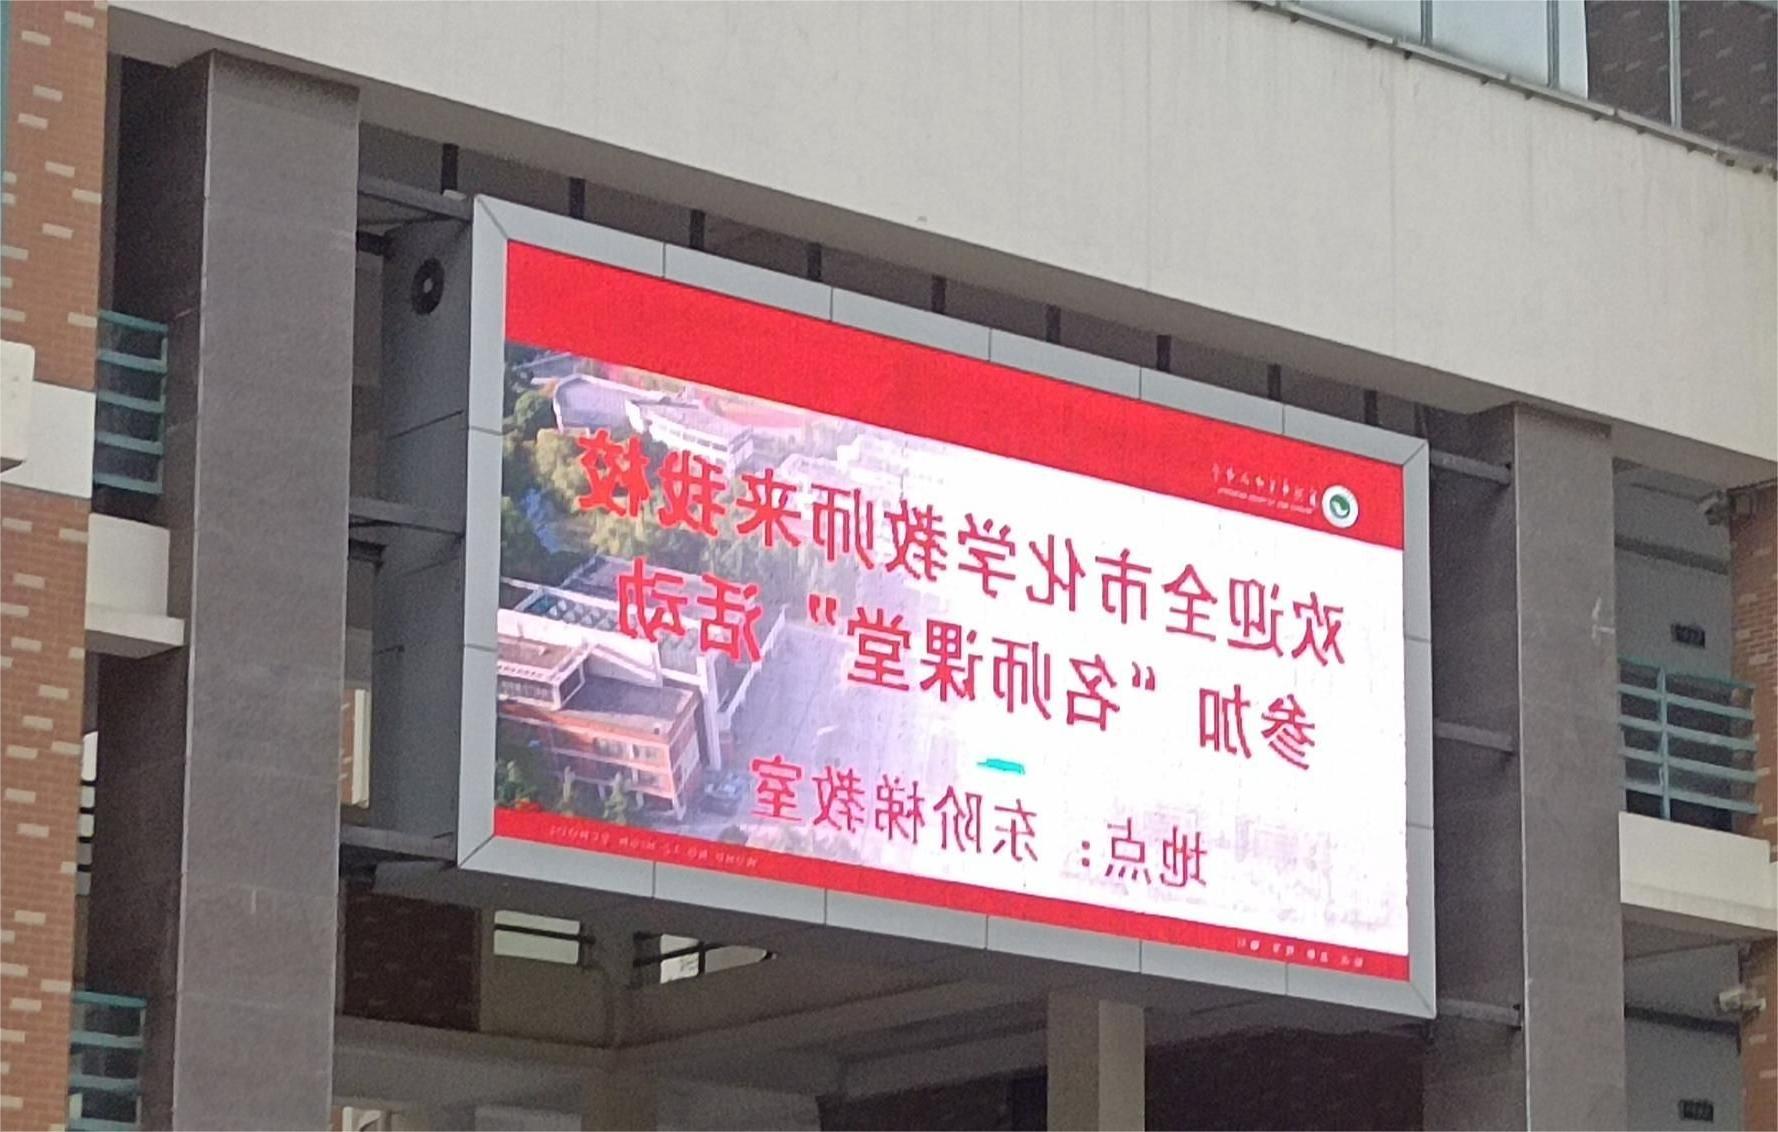 欢迎全市化学教师来我校
参加“名师课堂”活动
地点：东阶梯教室